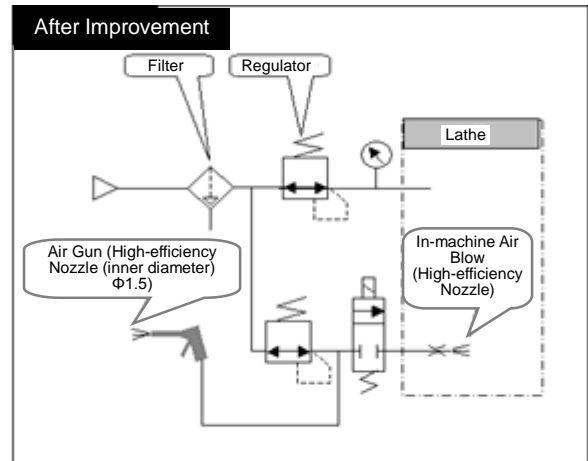 After Improvement
Filter
Regulator
Lathe
Air Gun (High-efficiency
Nozzle (inner diameter)
Φ1.5)
In-machine Air
Blow
(High-efficiency
Nozzle)